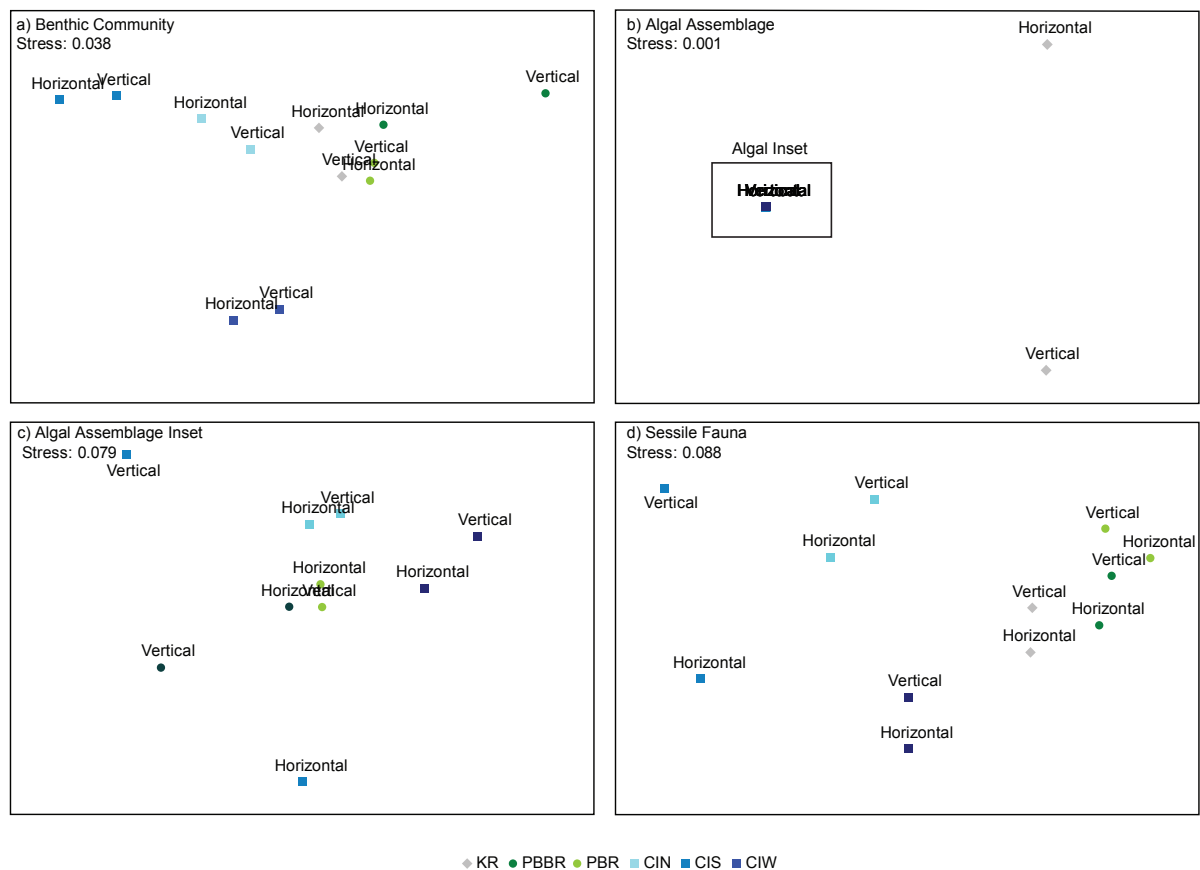 a) Benthic Community
Stress: 0.038
Vertical
Horizontal
Vertical
Horizontal
Horizontal
Horizontal
Vertical
Vertical
Vertical
Horizontal
Vertical
Horizontal
b) Algal Assemblage
Stress: 0.001
Horizontal
Algal Inset
Horizontal
Vertical
Vertical
c) Algal Assemblage Inset
Stress: 0.079
Vertical
Vertical
Horizontal
Vertical
Horizontal
Horizontal
Horizontal
Vertical
Vertical
Horizontal
d) Sessile Fauna
Stress: 0.088
Vertical
Vertical
Vertical
Horizontal
Horizontal
Vertical
Vertical
Horizontal
Horizontal
Horizontal
Vertical
Horizontal
KR PBBR PBR CIN CIS CIW